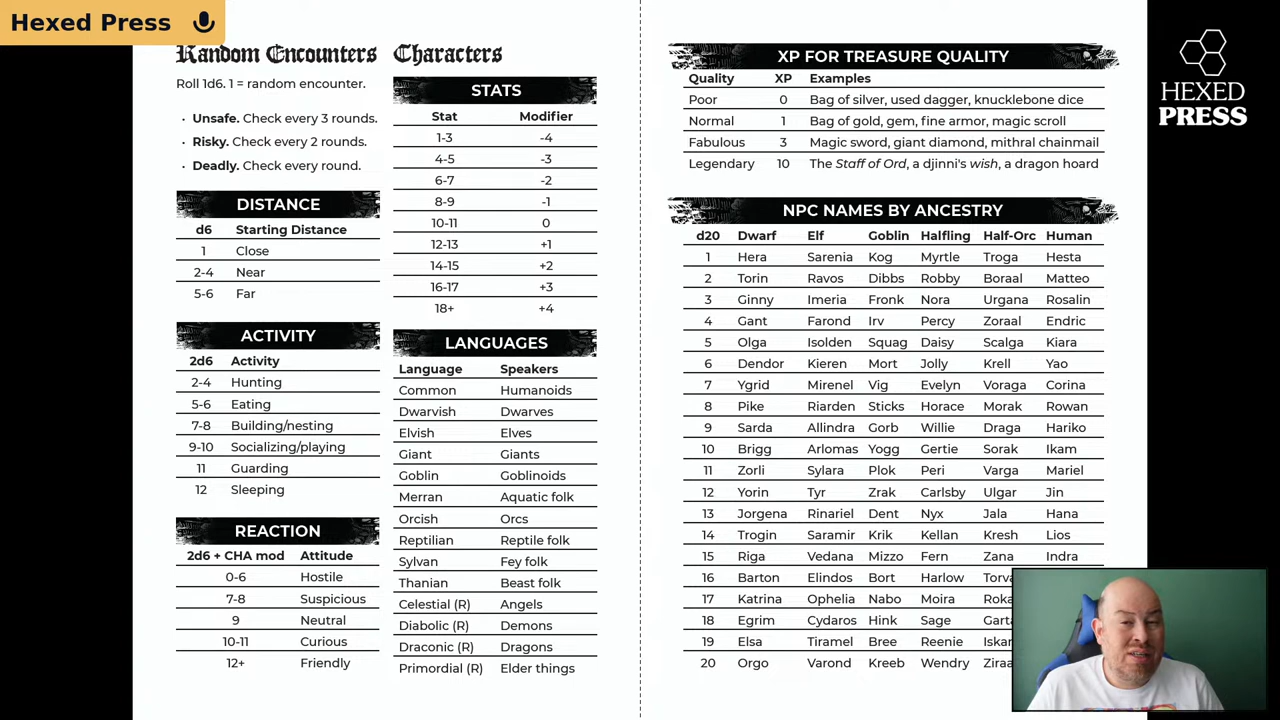 Hexed Press
Random Encounters
Roll 1d6. 1 = random encounter.
• Unsafe. Check every 3 rounds.
• Risky. Check every 2 rounds.
• Deadly. Check every round.
DISTANCE
d6 Starting Distance
1 Close
2-4 Near
5-6 Far
ACTIVITY
2d6 Activity
2-4 Hunting
5-6 Eating
7-8 Building/nesting
9-10 Socializing/playing
11 Guarding
12 Sleeping
REACTION
2d6 + CHA mod Attitude
0-6 Hostile
7-8 Suspicious
9 Neutral
10-11 Curious
12+ Friendly
Characters
STATS
Stat Modifier
1-3 -4
4-5 -3
6-7 -2
8-9 -1
10-11 0
12-13 +1
14-15 +2
16-17 +3
18+ +4
LANGUAGES
Language Speakers
Common Humanoids
Dwarvish Dwarves
Elvish Elves
Giant Giants
Goblin Goblinoids
Merran Aquatic folk
Orcish Orcs
Reptilian Reptile folk
Sylvan Fey folk
Thanian Beast folk
Celestial (R) Angels
Diabolic (R) Demons
Draconic (R) Dragons
Primordial (R) Elder things
XP FOR TREASURE QUALITY
Quality XP Examples
Poor 0 Bag of silver, used dagger, knucklebone dice
Normal 1 Bag of gold, gem, fine armor, magic scroll
Fabulous 3 Magic sword, giant diamond, mithral chainmail
Legendary 10 The Staff of Ord, a djinni's wish, a dragon hoard
NPC NAMES BY ANCESTRY
d20 Dwarf Elf Goblin Halfling Half-Orc Human
1 Hera Sarenia Kog Myrtle Troga Hesta
2 Torin Ravos Dibbs Robby Boraal Matteo
3 Ginny Imeria Fronk Nora Urgana Rosalin
4 Gant Farond Irv Percy Zoraal Endric
5 Olga Isolden Squag Daisy Scalga Kiara
6 Dendor Kieren Mort Jolly Krell Yao
7 Ygrid Mirenel Vig Evelyn Voraga Corina
8 Pike Riarden Sticks Horace Morak Rowan
9 Sarda Allindra Gorb Willie Draga Hariko
10 Brigg Arlomas Yogg Gertie Sorak Ikam
11 Zorli Sylara Plok Peri Varga Mariel
12 Yorin Tyr Zrak Carlsby Ulgar Jin
13 Jorgena Rinariel Dent Nyx Jala Hana
14 Trogin Saramir Krik Kellan Kresh Lios
15 Riga Vedana Mizzo Fern Zana Indra
16 Barton Elindos Bort Harlow
17 Katrina Ophelia Nabo Moira
18 Egrim Cydaros Hink Sage
19 Elsa Tiramel Bree Reenie
20 Orgo Varond Kreeb Wendry
HEXED
PRESS